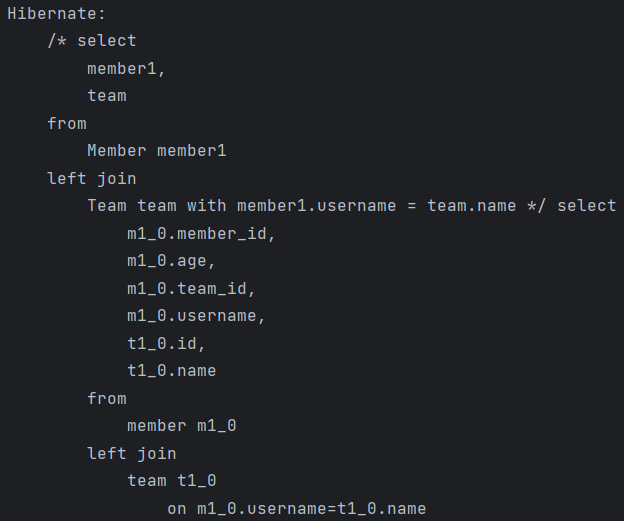 Hibernate:
    /* select
        member1,
        team
    from
        Member member1
    left join
        Team team with member1.username = team.name */ select
            m1_0.member_id,
            m1_0.age,
            m1_0.team_id,
            m1_0.username,
            t1_0.id,
            t1_0.name
        from
            member m1_0
        left join
            team t1_0
                on m1_0.username=t1_0.name